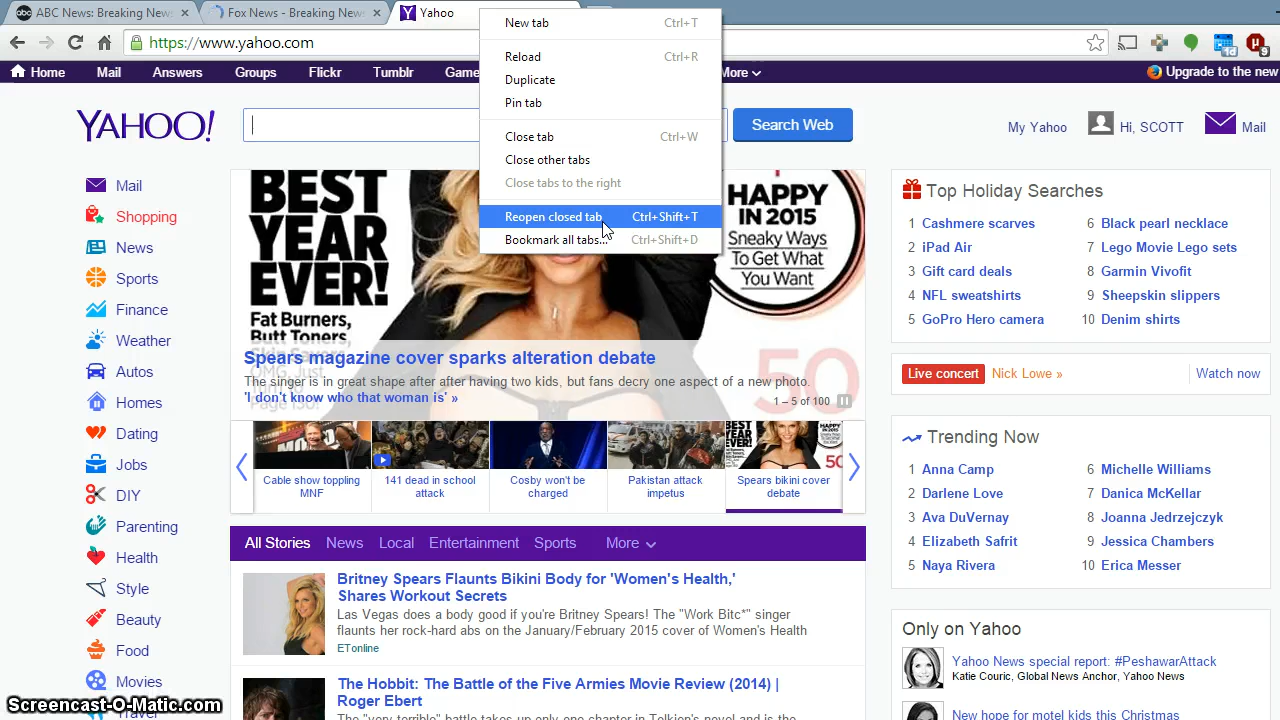 ABC News: Breaking News
Fox News - Breaking News
Yahoo
https://www.yahoo.com
1d
9
New tab Ctrl+T
Reload Ctrl+R
Duplicate
Pin tab
Close tab Ctrl+W
Close other tabs
Close tabs to the right
Reopen closed tab Ctrl+Shift+T
Bookmark all tabs... Ctrl+Shift+D
Home Mail Answers Groups Flickr Tumblr Game More Upgrade to the new
YAHOO!
Search Web
My Yahoo Hi, SCOTT Mail
Mail
Shopping
News
Sports
Finance
Weather
Autos
Homes
Dating
Jobs
DIY
Parenting
Health
Style
Beauty
Food
Movies
BEST
YEAR
EVER!
Fat Burners,
Butt Toners,
HAPPY
IN 2015
Sneaky Ways
To Get What
You Want
50
Spears magazine cover sparks alteration debate
The singer is in great shape after after having two kids, but fans decry one aspect of a new photo.
'I don't know who that woman is' »
1 – 5 of 100
Cable show toppling
MNF
141 dead in school
attack
Cosby won't be
charged
Pakistan attack
impetus
Spears bikini cover
debate
All Stories News Local Entertainment Sports More
Britney Spears Flaunts Bikini Body for 'Women's Health,'
Shares Workout Secrets
Las Vegas does a body good if you're Britney Spears! The "Work Bitc*" singer
flaunts her rock-hard abs on the January/February 2015 cover of Women's Health
ETonline
The Hobbit: The Battle of the Five Armies Movie Review (2014) |
Roger Ebert
Top Holiday Searches
1 Cashmere scarves
2 iPad Air
3 Gift card deals
4 NFL sweatshirts
5 GoPro Hero camera
6 Black pearl necklace
7 Lego Movie Lego sets
8 Garmin Vivofit
9 Sheepskin slippers
10 Denim shirts
Live concert Nick Lowe » Watch now
Trending Now
1 Anna Camp
2 Darlene Love
3 Ava DuVernay
4 Elizabeth Safrit
5 Naya Rivera
6 Michelle Williams
7 Danica McKellar
8 Joanna Jedrzejczyk
9 Jessica Chambers
10 Erica Messer
Only on Yahoo
Yahoo News special report: #PeshawarAttack
Katie Couric, Global News Anchor, Yahoo News
New hope for motel kids this Christmas
Screencast-O-Matic.com